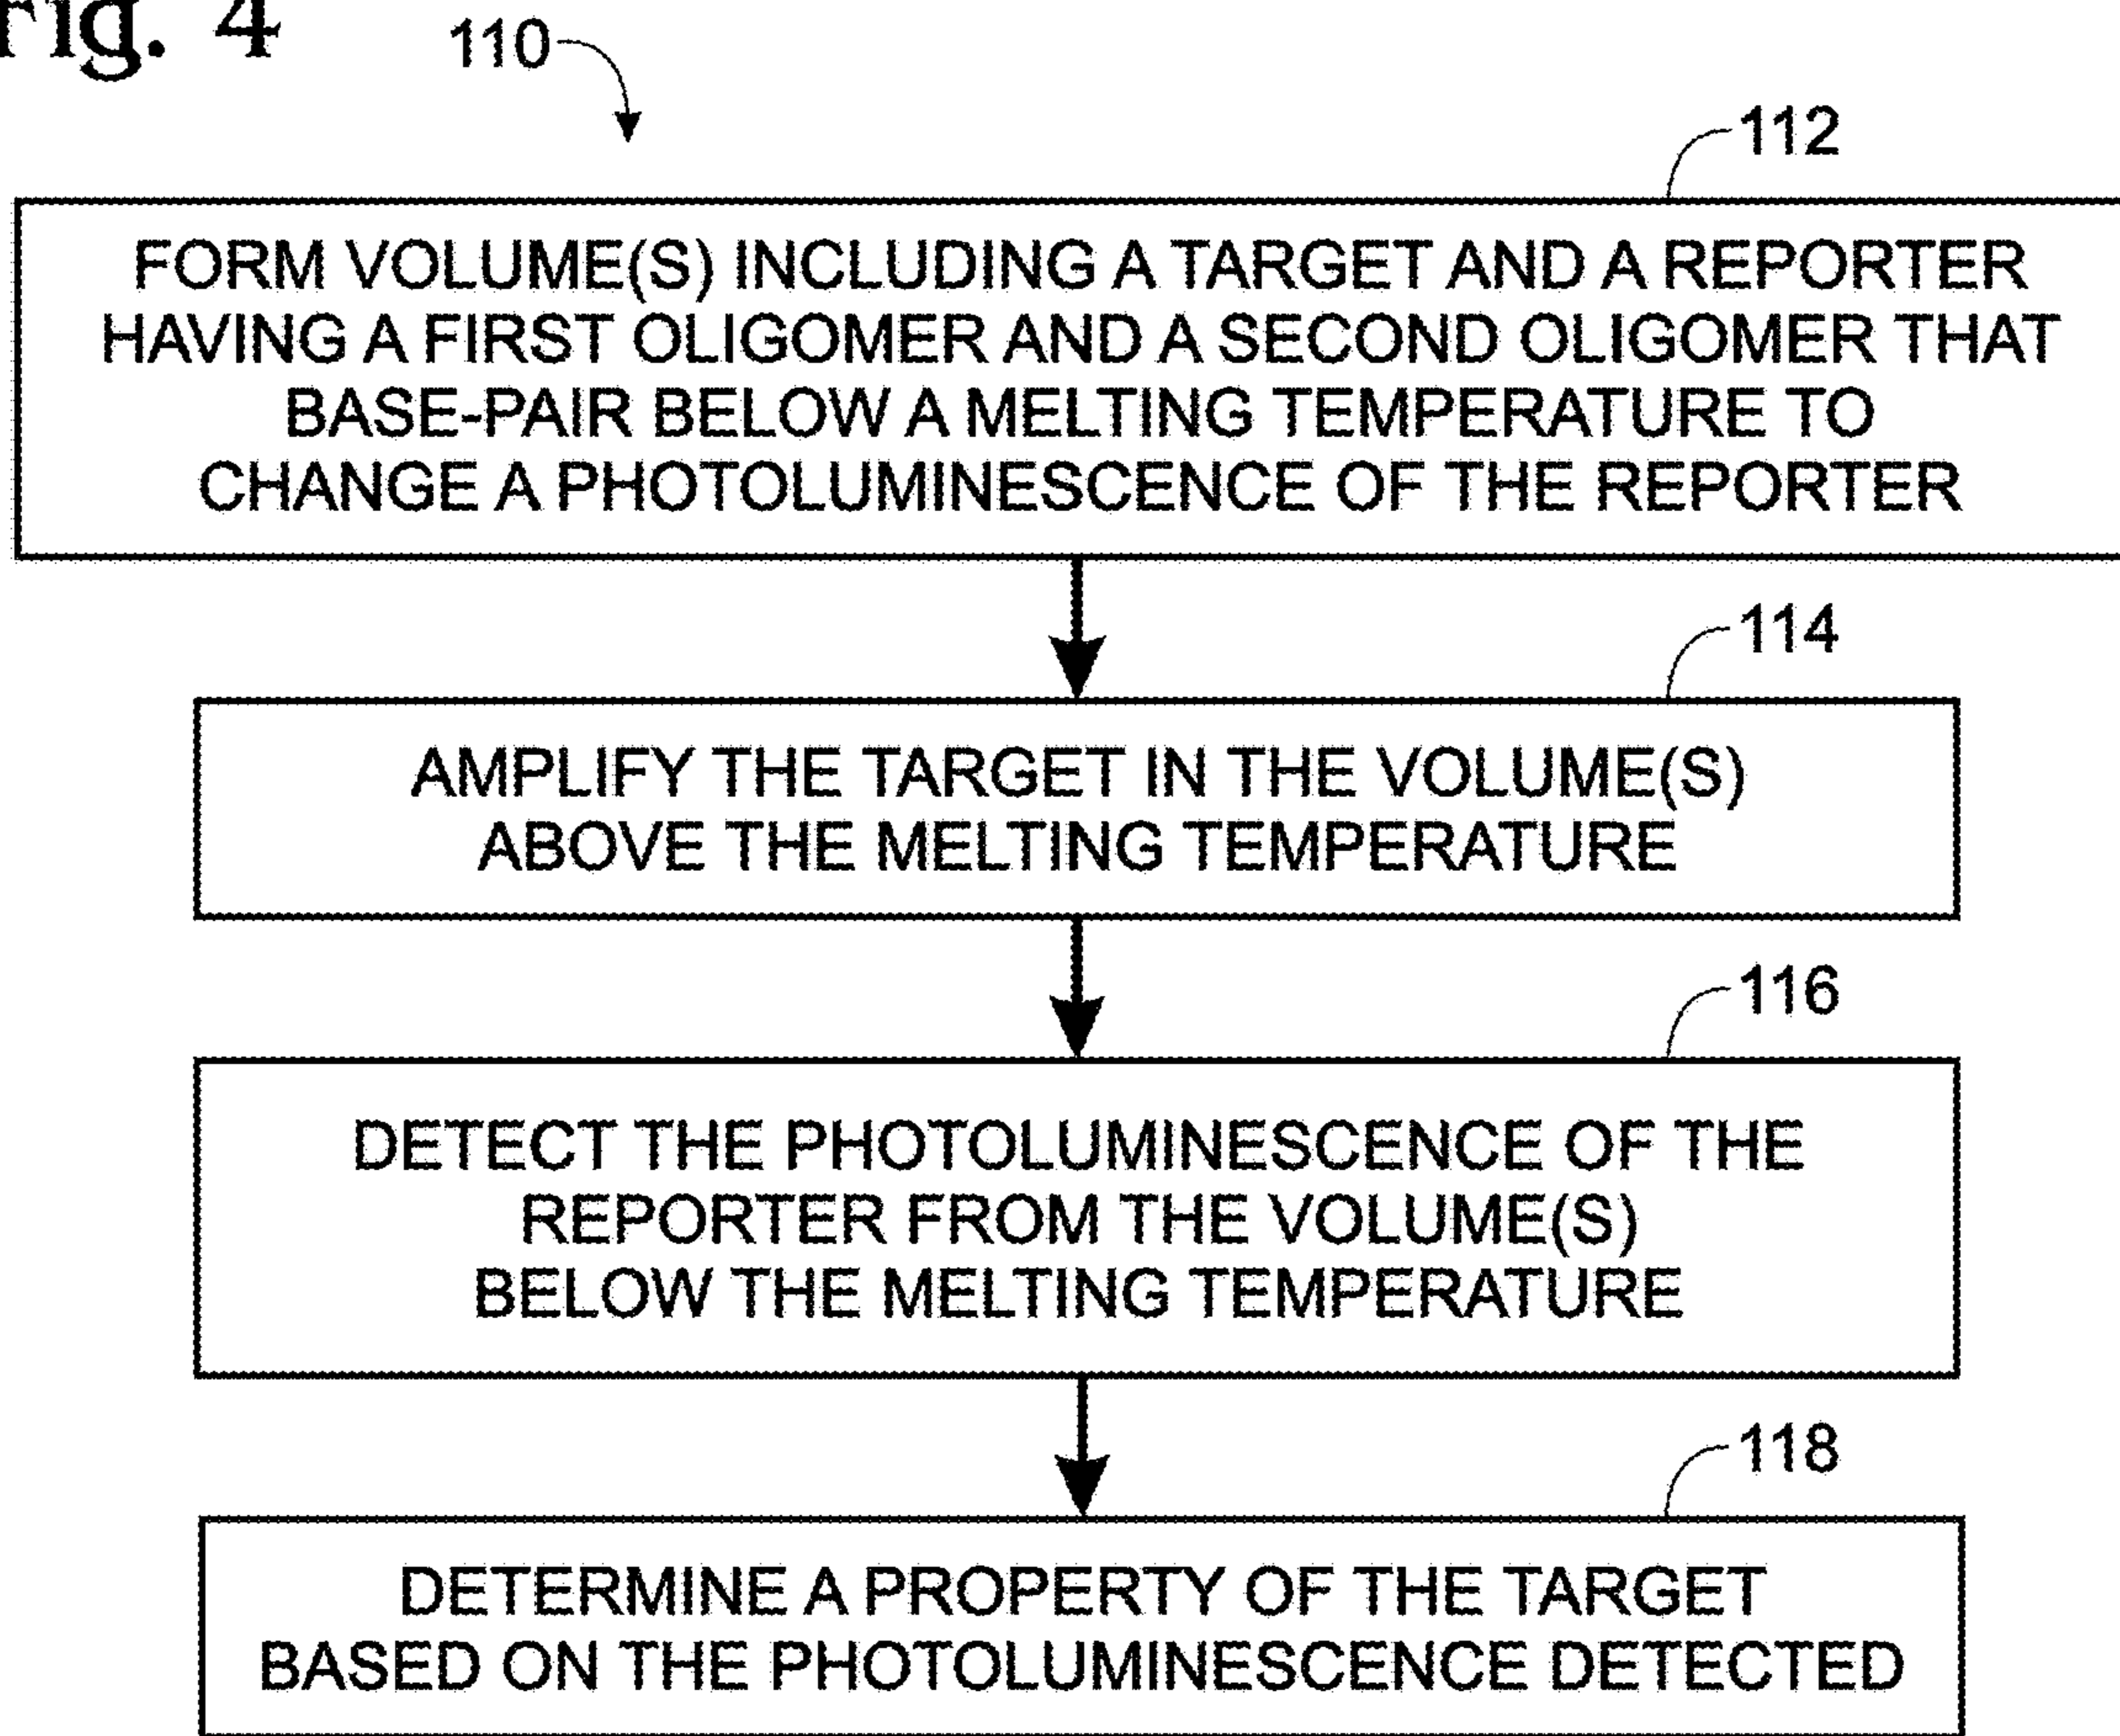 Fig. 4
110
112
FORM VOLUME(S) INCLUDING A TARGET AND A REPORTER
HAVING A FIRST OLIGOMER AND A SECOND OLIGOMER THAT
BASE-PAIR BELOW A MELTING TEMPERATURE TO
CHANGE A PHOTOLUMINESCENCE OF THE REPORTER
114
AMPLIFY THE TARGET IN THE VOLUME(S)
ABOVE THE MELTING TEMPERATURE
116
DETECT THE PHOTOLUMINESCENCE OF THE
REPORTER FROM THE VOLUME(S)
BELOW THE MELTING TEMPERATURE
118
DETERMINE A PROPERTY OF THE TARGET
BASED ON THE PHOTOLUMINESCENCE DETECTED